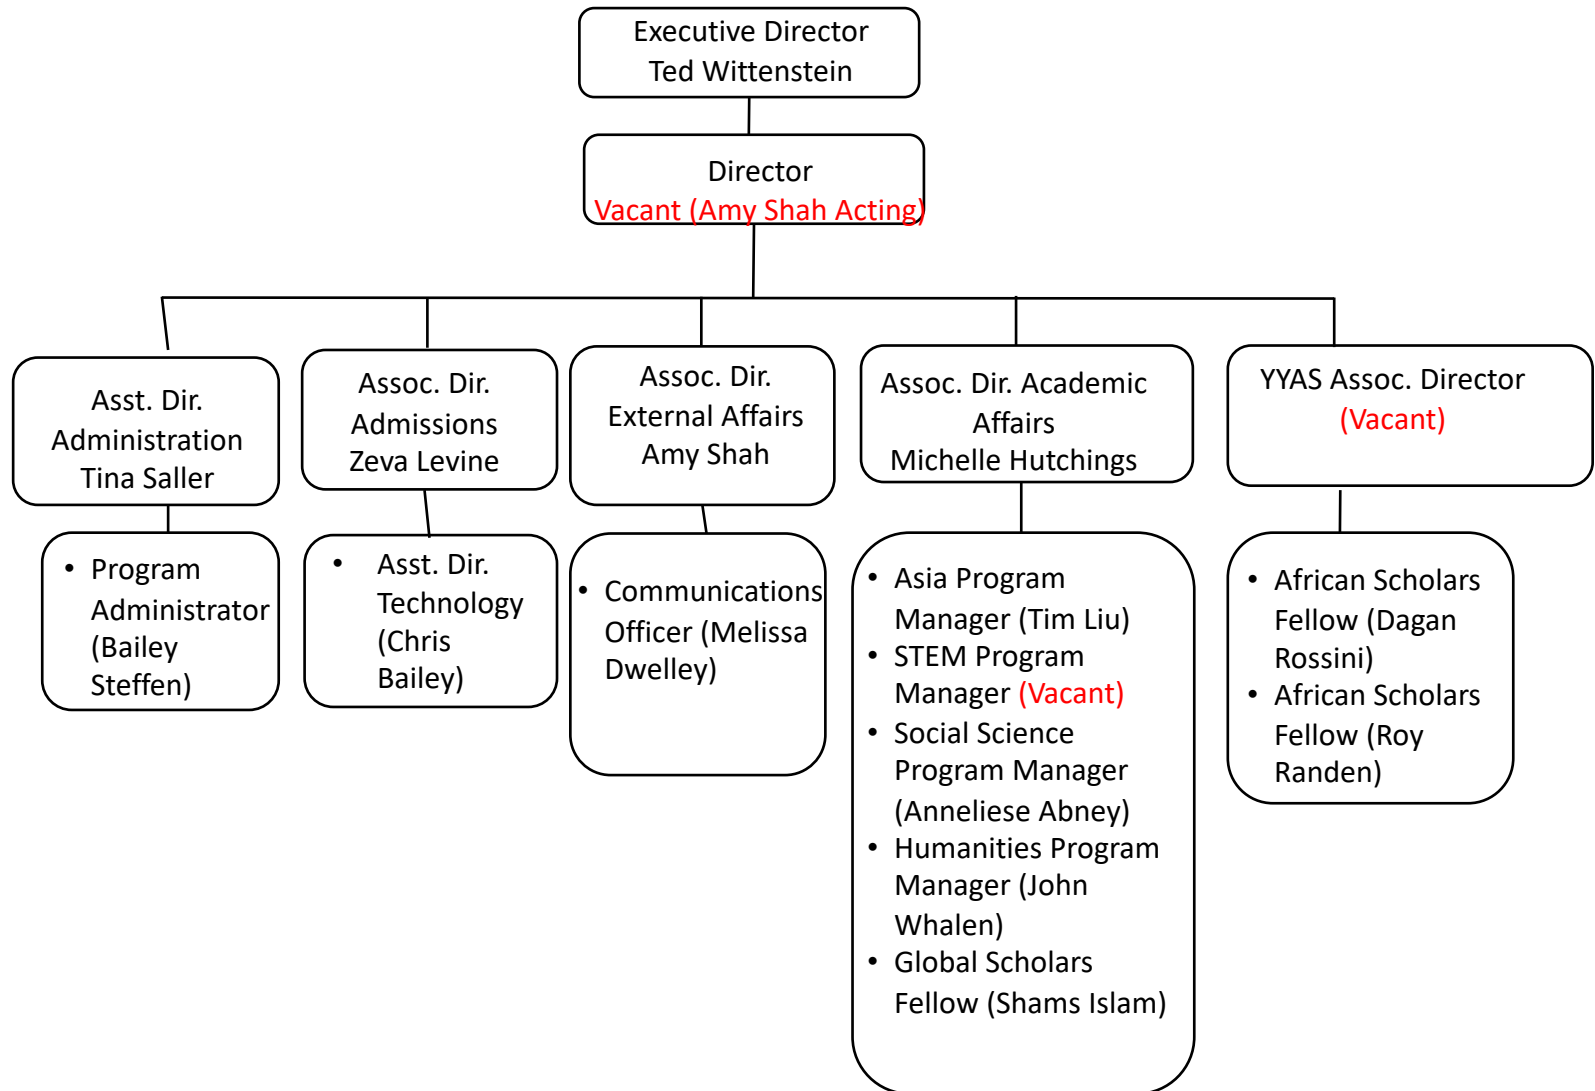 Executive Director
Ted Wittenstein
Director
Vacant (Amy Shah Acting)
Asst. Dir.
Administration
Tina Saller
Assoc. Dir.
Admissions
Zeva Levine
Assoc. Dir.
External Affairs
Amy Shah
Assoc. Dir. Academic
Affairs
Michelle Hutchings
YYAS Assoc. Director
(Vacant)
• Program
Administrator
(Bailey
Steffen)
• Asst. Dir.
Technology
(Chris
Bailey)
• Communications
Officer (Melissa
Dwelley)
• Asia Program
Manager (Tim Liu)
• STEM Program
Manager (Vacant)
• Social Science
Program Manager
(Anneliese Abney)
• Humanities Program
Manager (John
Whalen)
• Global Scholars
Fellow (Shams Islam)
• African Scholars
Fellow (Dagan
Rossini)
• African Scholars
Fellow (Roy
Randen)